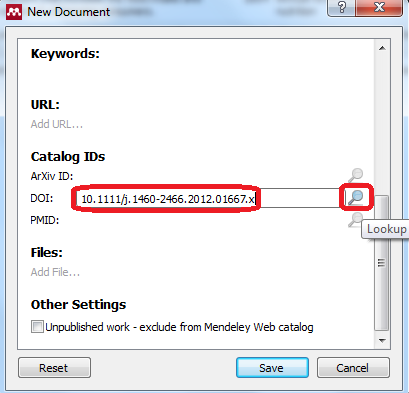 New Document
?
Keywords:
URL:
Add URL...
Catalog IDs
ArXiv ID:
DOI: 10.1111/j.1460-2466.2012.01667.x
PMID:
Lookup
Files:
Add File...
Other Settings
Unpublished work - exclude from Mendeley Web catalog
Reset Save Cancel